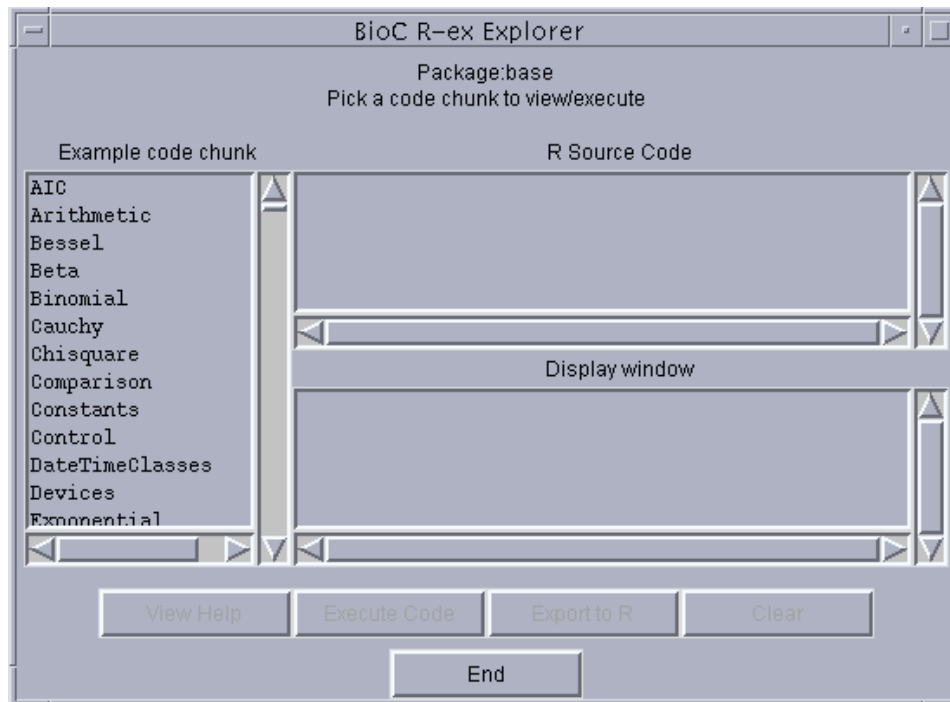 BioC R-ex Explorer
Package:base
Pick a code chunk to view/execute
Example code chunk
R Source Code
AIC
Arithmetic
Bessel
Beta
Binomial
Cauchy
Chisquare
Comparison
Constants
Control
DateTimeClasses
Devices
Exponential
Display window
View Help
Execute Code
Export to R
Clear
End